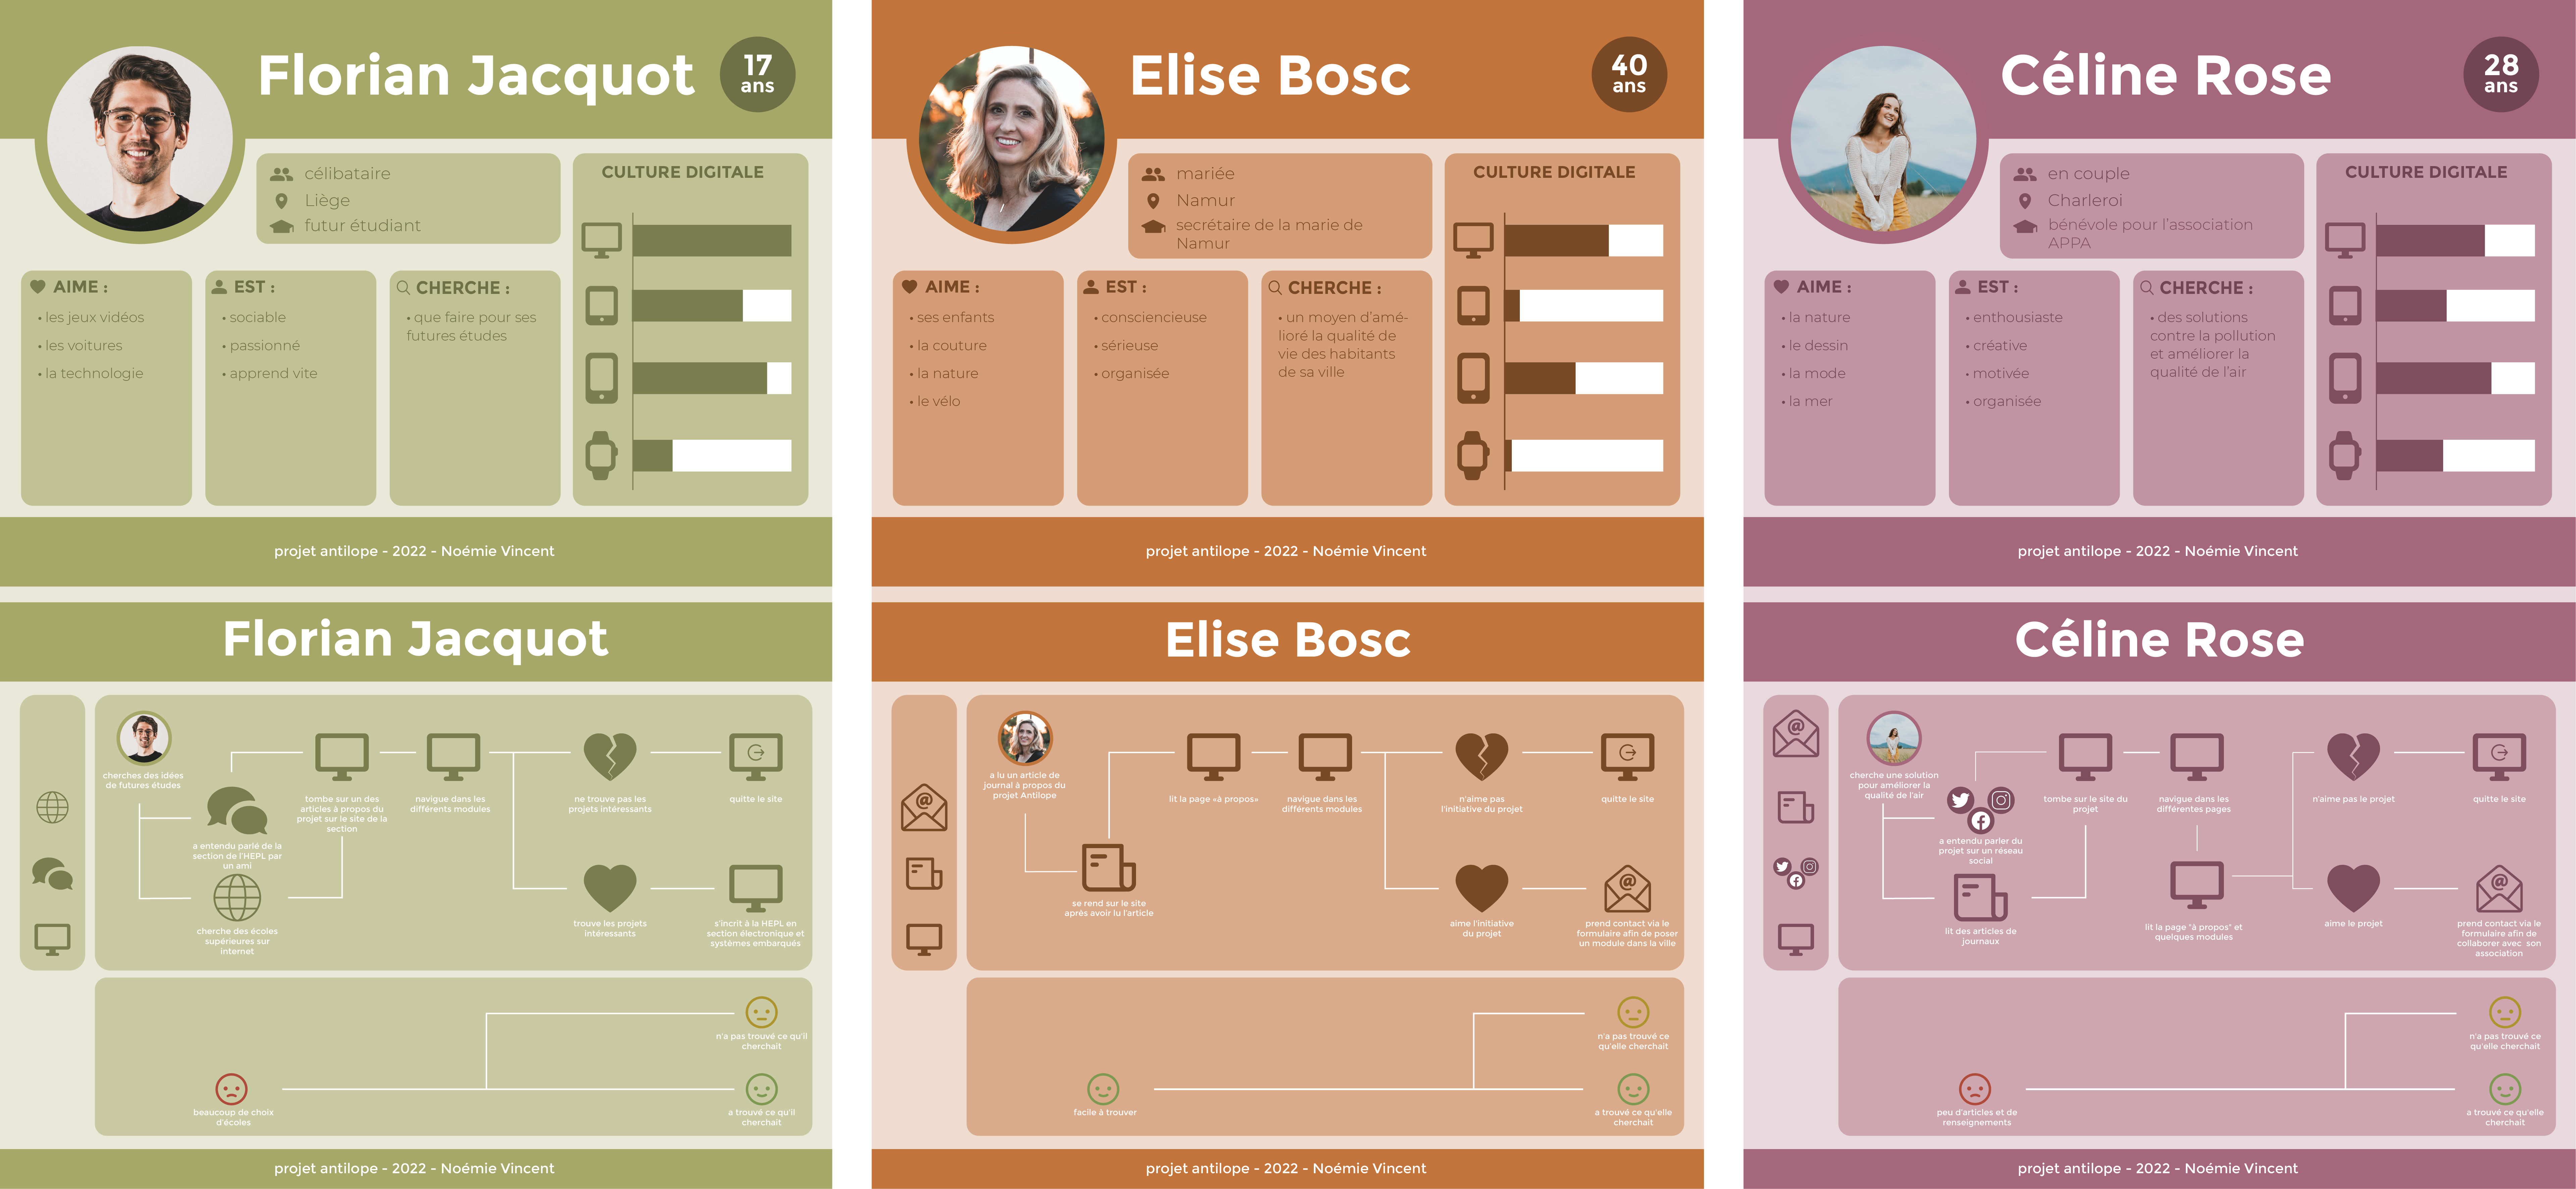 Florian Jacquot
17
ans
célibataire
Liège
futur étudiant
CULTURE DIGITALE
AIME :
• les jeux vidéos
• les voitures
• la technologie
EST :
• sociable
• passionné
• apprend vite
CHERCHE :
• que faire pour ses
futures études
projet antilope - 2022 - Noémie Vincent
Elise Bosc
40
ans
mariée
Namur
secrétaire de la marie de
Namur
CULTURE DIGITALE
AIME :
• ses enfants
• la couture
• la nature
• le vélo
EST :
• consciencieuse
• sérieuse
• organisée
CHERCHE :
• un moyen d'amé-
lioré la qualité de
vie des habitants
de sa ville
projet antilope - 2022 - Noémie Vincent
Céline Rose
28
ans
en couple
Charleroi
bénévole pour l'association
APPA
CULTURE DIGITALE
AIME :
• la nature
• le dessin
• la mode
• la mer
EST :
• enthousiaste
• créative
• motivée
• organisée
CHERCHE :
• des solutions
contre la pollution
et améliorer la
qualité de l'air
projet antilope - 2022 - Noémie Vincent
Florian Jacquot
cherches des idées
de futures études
a entendu parlé de la
section de l'HEPL par
un ami
cherche des écoles
supérieures sur
internet
tombe sur un des
articles à propos du
projet sur le site de la
section
navigue dans les
différents modules
ne trouve pas les
projets intéressants
quitte le site
trouve les projets
intéressants
s'incrit à la HEPL en
section électronique et
systèmes embarqués
n'a pas trouvé ce qu'il
cherchait
beaucoup de choix
d'écoles
a trouvé ce qu'il
cherchait
projet antilope - 2022 - Noémie Vincent
Elise Bosc
a lu un article de
journal à propos du
projet Antilope
se rend sur le site
après avoir lu l'article
lit la page «à propos»
navigue dans les
différents modules
n'aime pas
l'initiative du projet
quitte le site
aime l'initiative
du projet
prend contact via le
formulaire afin de poser
un module dans la ville
n'a pas trouvé ce
qu'elle cherchait
facile à trouver
a trouvé ce qu'elle
cherchait
projet antilope - 2022 - Noémie Vincent
Céline Rose
cherche une solution
pour améliorer la
qualité de l'air
a entendu parler du
projet sur un réseau
social
lit des articles de
journaux
tombe sur le site du
projet
navigue dans les
différentes pages
lit la page "à propos" et
quelques modules
n'aime pas le projet
quitte le site
aime le projet
prend contact via le
formulaire afin de
collaborer avec son
association
n'a pas trouvé ce
qu'elle cherchait
peu d'articles et de
renseignements
a trouvé ce qu'elle
cherchait
projet antilope - 2022 - Noémie Vincent